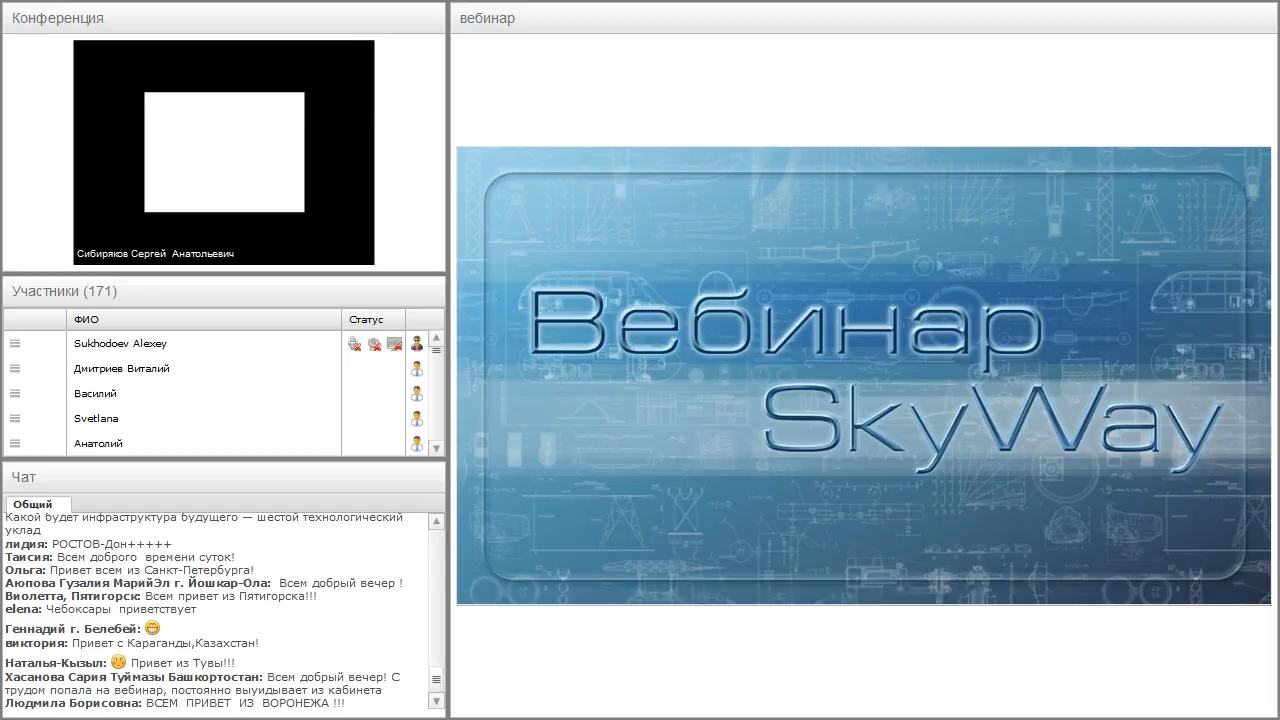 Конференция
Сибиряков Сергей Анатольевич
Участники (171)
ФИО
Статус
Sukhodoev Alexey
Дмитриев Виталий
Василий
Svetlana
Анатолий
Чат
Общий
Какой будет инфраструктура будущего — шестой технологический
уклад
лидия: РОСТОВ-Дон+++++
Таисия: Всем доброго времени суток!
Ольга: Привет всем из Санкт-Петербурга!
Аюпова Гузалия МарийЭл г. Йошкар-Ола: Всем добрый вечер !
Виолетта, Пятигорск: Всем привет из Пятигорска!!!
elena: Чебоксары приветствует
Геннадий г. Белебей:
виктория: Привет с Караганды,Казахстан!
Наталья-Кызыл: Привет из Тувы!!!
Хасанова Сария Туймазы Башкортостан: Всем добрый вечер! С
трудом попала на вебинар, постоянно выуидывает из кабинета
Людмила Борисовна: ВСЕМ ПРИВЕТ ИЗ ВОРОНЕЖА !!!
вебинар
Вебинар
SkyWay